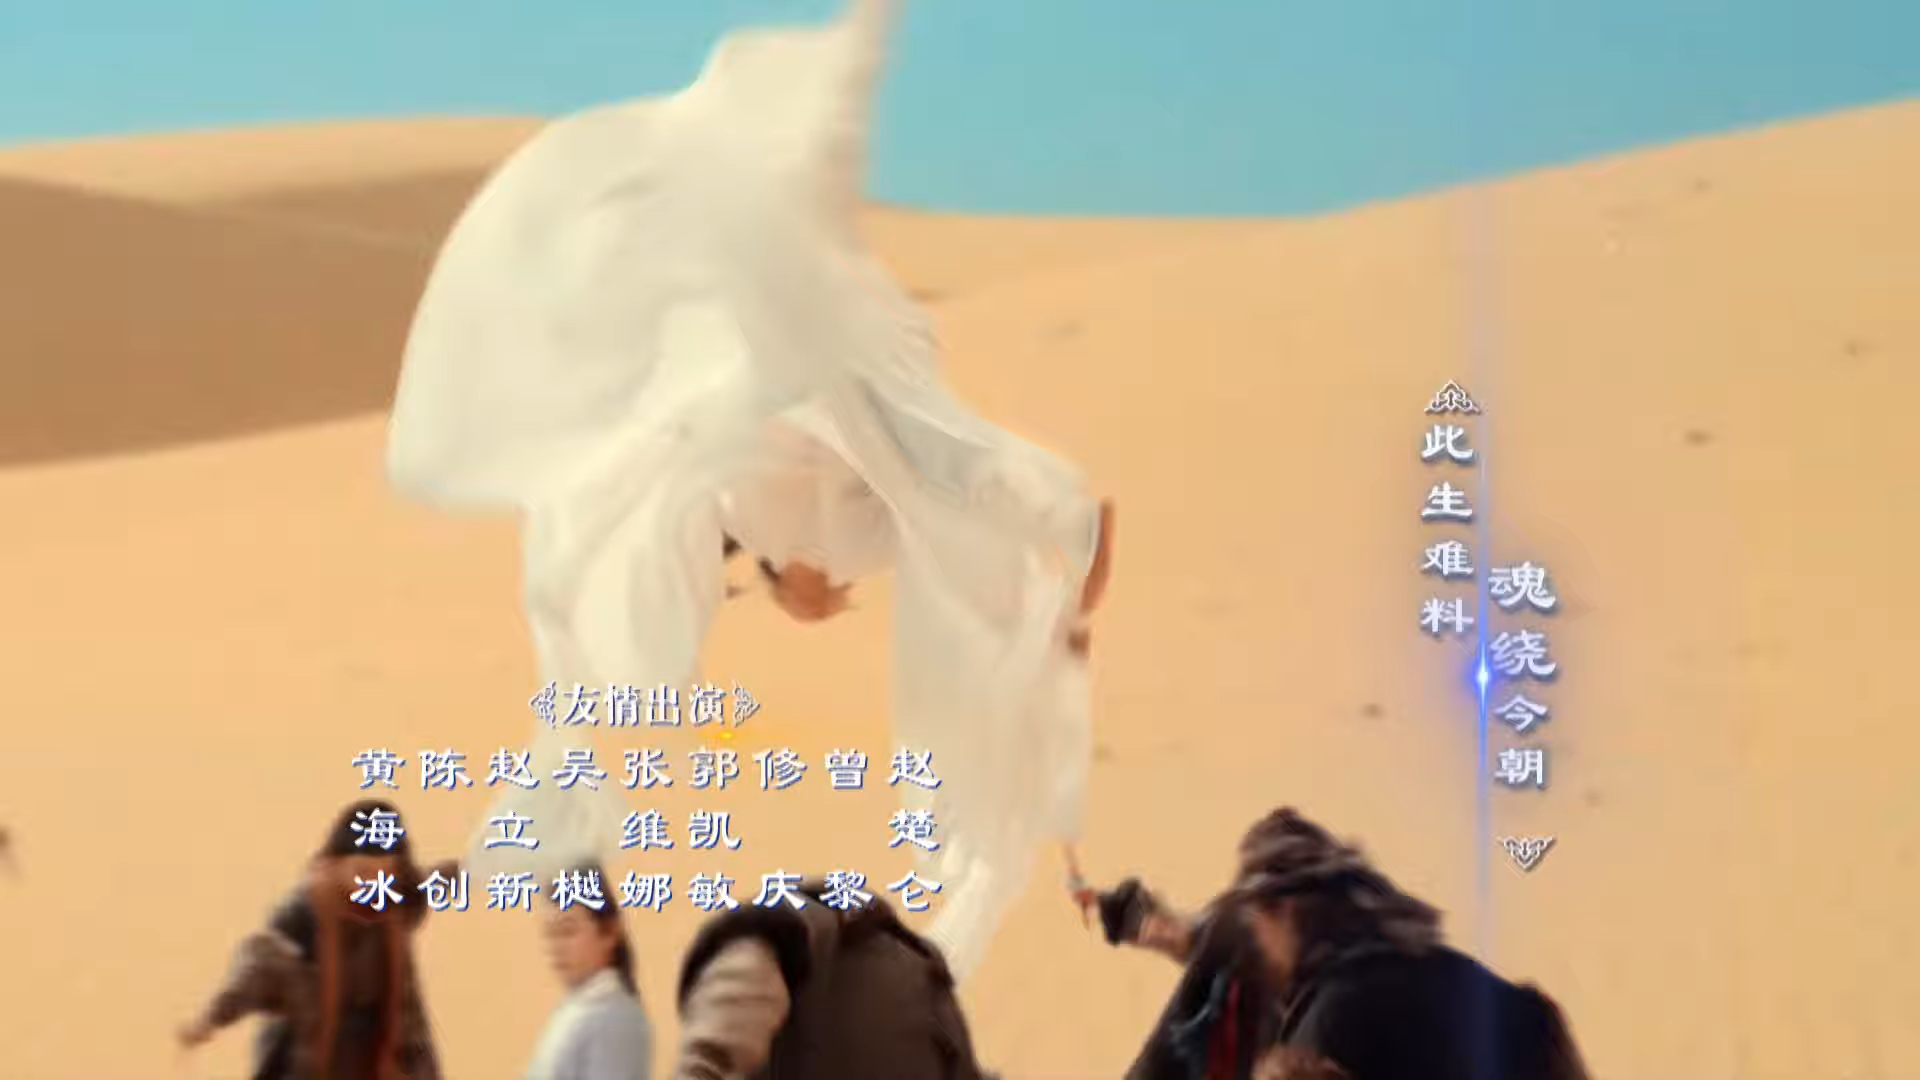 友情出演
黄海冰
陈创
赵立新
吴樾
张维娜
郭凯敏
修庆
曾黎
赵楚仑
此生难料
魂绕今朝